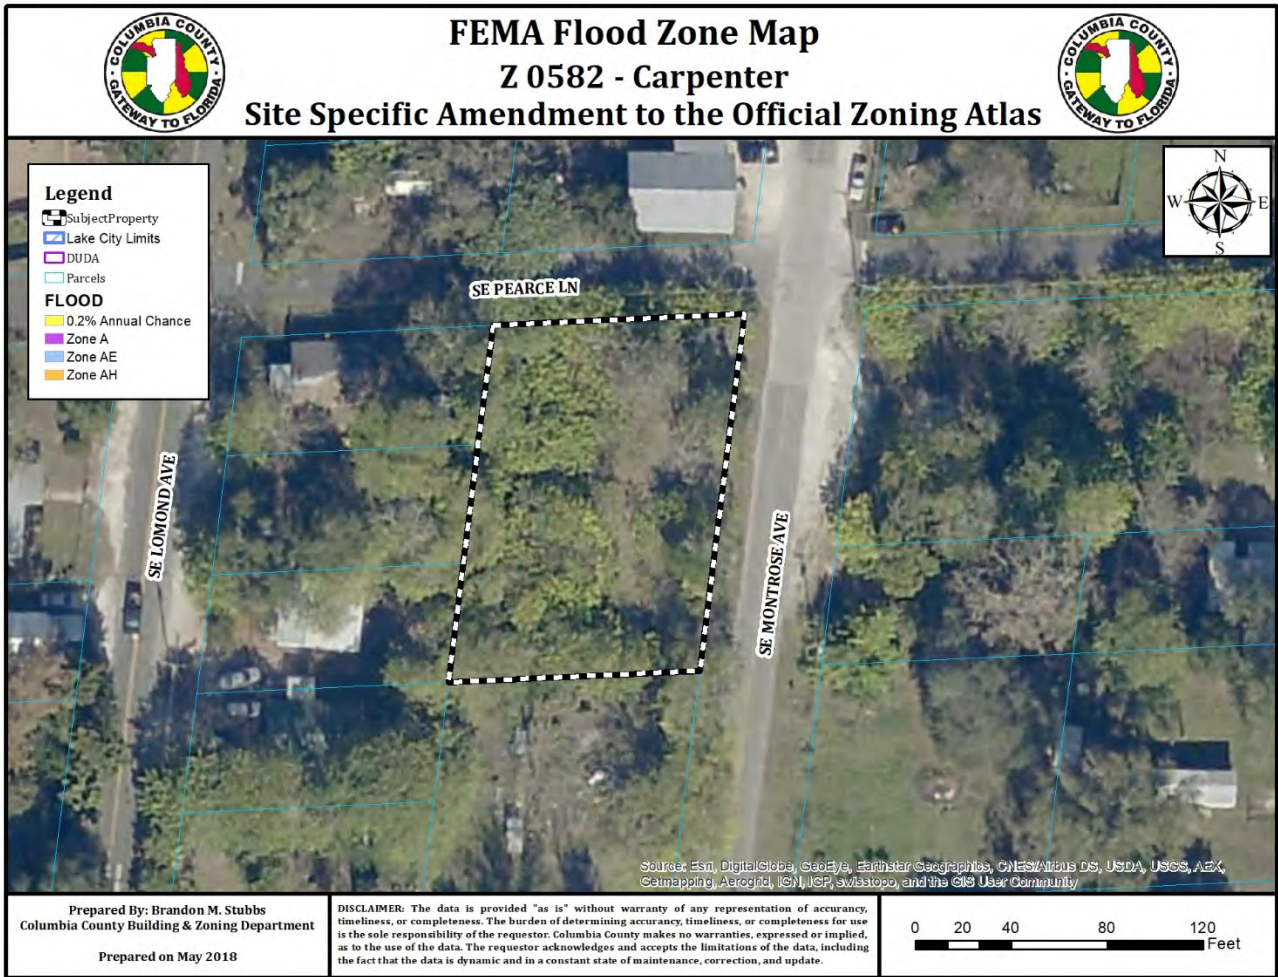 FEMA Flood Zone Map
Z 0582 - Carpenter
Site Specific Amendment to the Official Zoning Atlas
COLUMBIA COUNTY
GATEWAY TO FLORIDA
COLUMBIA COUNTY
GATEWAY TO FLORIDA
Legend
SubjectProperty
Lake City Limits
DUDA
Parcels
FLOOD
0.2% Annual Chance
Zone A
Zone AE
Zone AH
N
W E
S
SE PEARCE LN
SE LOMOND AVE
SE MONTROSE AVE
Source: Esri, DigitalGlobe, GeoEye, Earthstar Geographics, CNES/Airbus DS, USDA, USGS, AEX,
Getmapping, Aerogrid, IGN, IGP, swisstopo, and the GIS User Community
Prepared By: Brandon M. Stubbs
Columbia County Building & Zoning Department
Prepared on May 2018
DISCLAIMER: The data is provided "as is" without warranty of any representation of accuracy,
timeliness, or completeness. The burden of determining accuracy, timeliness, or completeness for use
is the sole responsibility of the requestor. Columbia County makes no warranties, expressed or implied,
as to the use of the data. The requestor acknowledges and accepts the limitations of the data, including
the fact that the data is dynamic and in a constant state of maintenance, correction, and update.
0 20 40 80 120
Feet